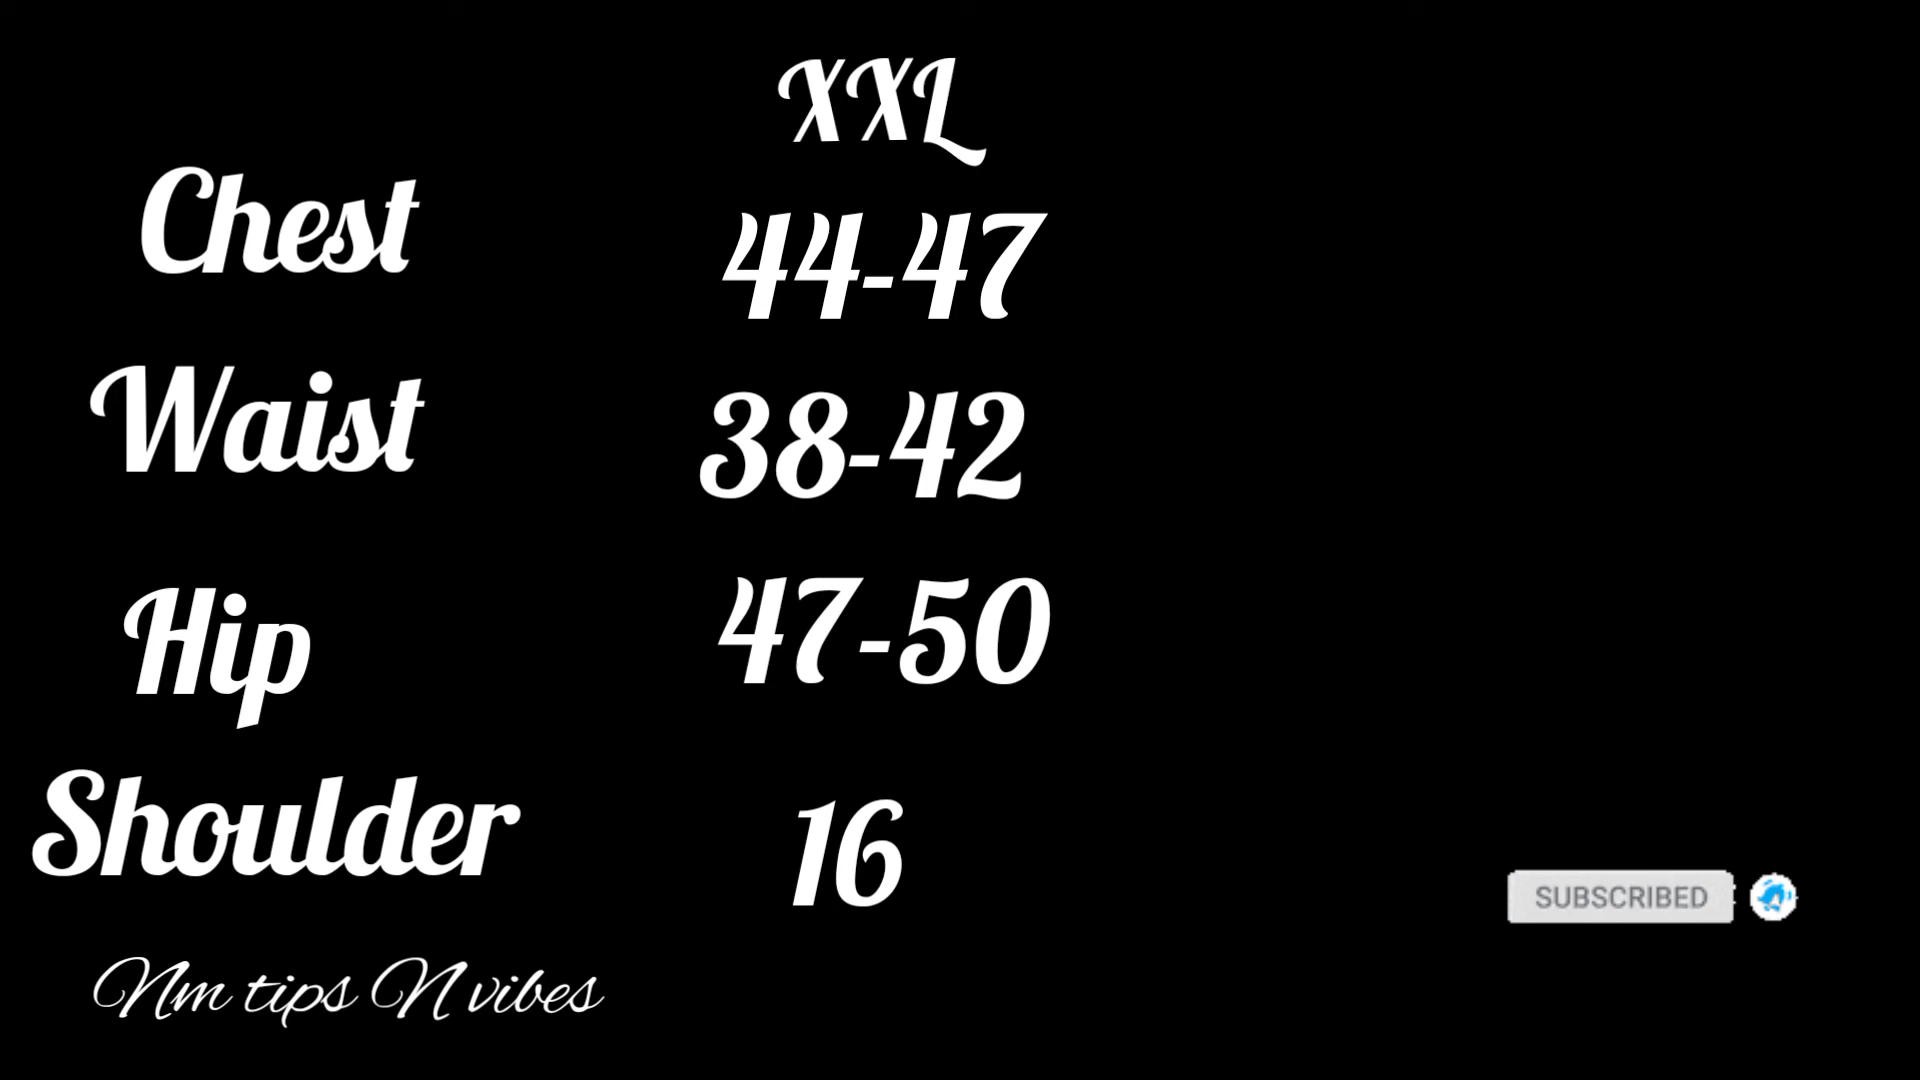 XXL
Chest 44-47
Waist 38-42
Hip 47-50
Shoulder 16
SUBSCRIBED
Nm tips N vibes